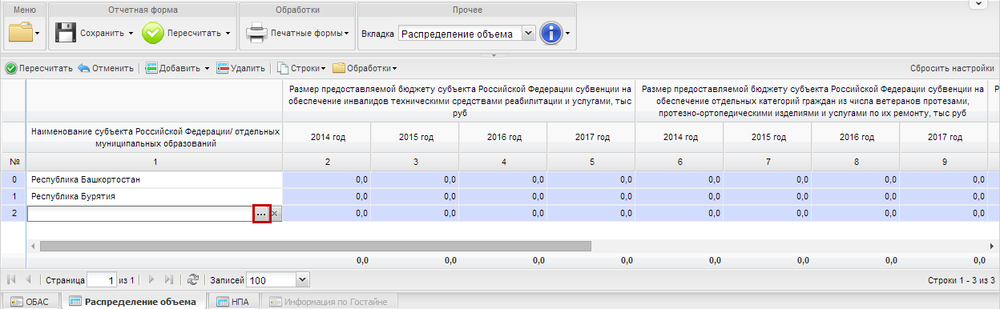 Меню
Отчетная форма
Обработки
Прочее
Сохранить
Пересчитать
Печатные формы
Вкладка
Распределение объема
Пересчитать
Отменить
Добавить
Удалить
Строки
Обработки
Сбросить настройки
Размер предоставляемой бюджету субъекта Российской Федерации субвенции на
обеспечение инвалидов техническими средствами реабилитации и услугами, тыс
руб
Размер предоставляемой бюджету субъекта Российской Федерации субвенции на
обеспечение отдельных категорий граждан из числа ветеранов протезами,
протезно-ортопедическими изделиями и услугами по их ремонту, тыс руб
Наименование субъекта Российской Федерации/ отдельных
муниципальных образований
2014 год 2015 год 2016 год 2017 год 2014 год 2015 год 2016 год 2017 год
№ 1 2 3 4 5 6 7 8 9
0 Республика Башкортостан 0,0 0,0 0,0 0,0 0,0 0,0 0,0 0,0
1 Республика Бурятия 0,0 0,0 0,0 0,0 0,0 0,0 0,0 0,0
2 ... 0,0 0,0 0,0 0,0 0,0 0,0 0,0 0,0
0,0 0,0 0,0 0,0 0,0 0,0 0,0 0,0
Страница 1 из 1 Записей 100 Строки 1 - 3 из 3
ОБАС Распределение объема НПА Информация по Гостайне